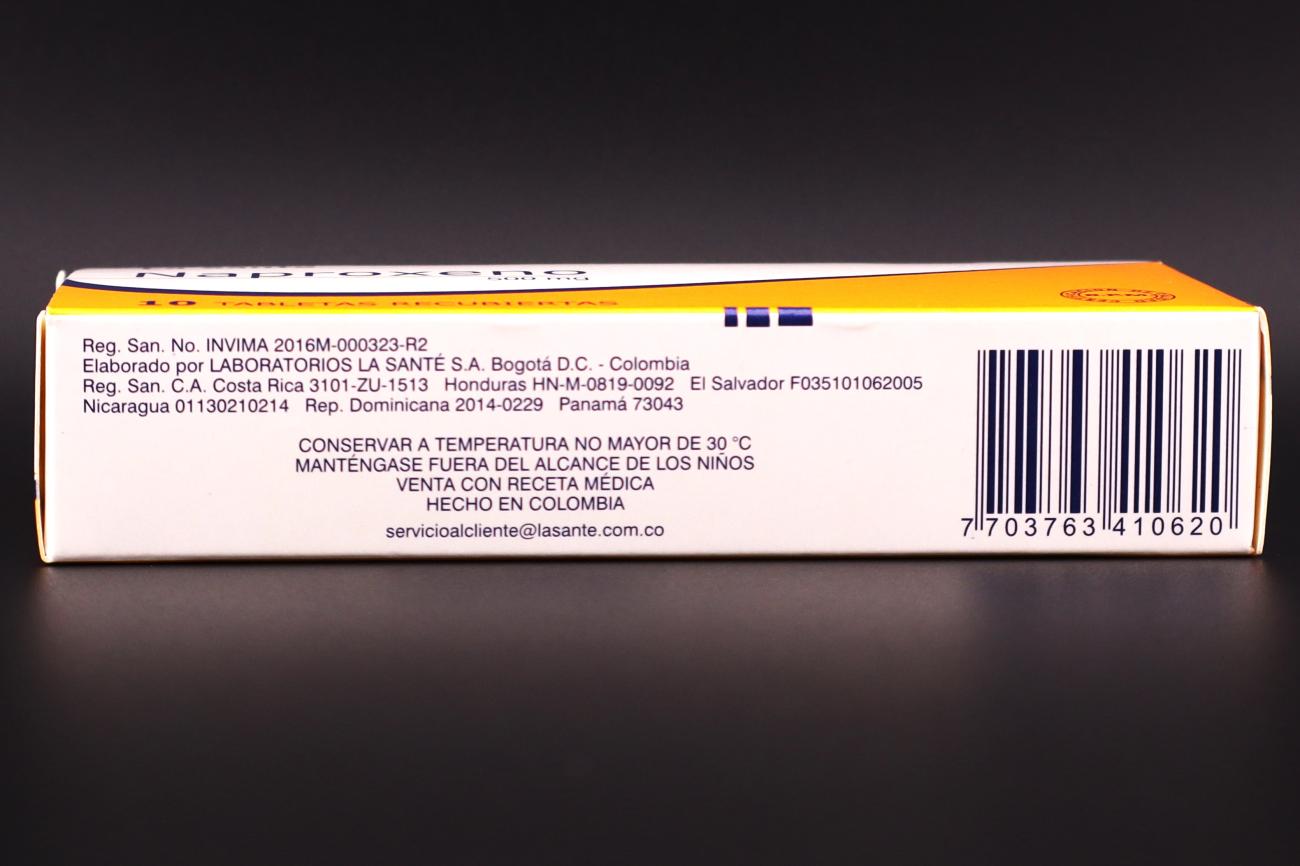 Naproxeno
500 mg
10 TABLETAS RECUBIERTAS
Reg. San. No. INVIMA 2016M-000323-R2
Elaborado por LABORATORIOS LA SANTÉ S.A. Bogotá D.C. - Colombia
Reg. San. C.A. Costa Rica 3101-ZU-1513 Honduras HN-M-0819-0092 El Salvador F035101062005
Nicaragua 01130210214 Rep. Dominicana 2014-0229 Panamá 73043
CONSERVAR A TEMPERATURA NO MAYOR DE 30 °C
MANTÉNGASE FUERA DEL ALCANCE DE LOS NIÑOS
VENTA CON RECETA MÉDICA
HECHO EN COLOMBIA
servicioalcliente@lasante.com.co
7 703763 410620